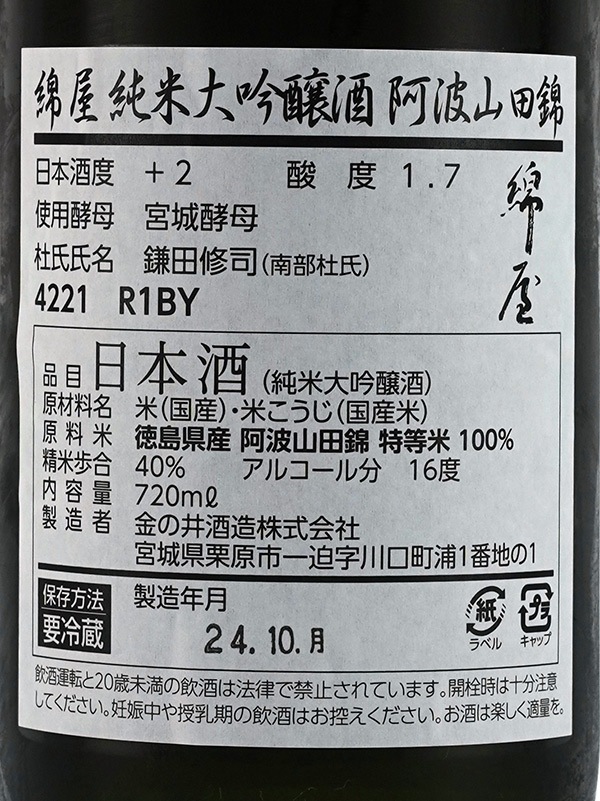 綿屋 純米大吟醸酒 阿波山田錦
日本酒度 +2 酸度 1.7
使用酵母 宮城酵母
杜氏氏名 鎌田修司(南部杜氏)
4221 R1BY
綿屋
品目 日本酒(純米大吟醸酒)
原材料名 米(国産)・米こうじ(国産米)
原料米 徳島県産 阿波山田錦 特等米 100%
精米歩合 40% アルコール分 16度
内容量 720mℓ
製造者 金の井酒造株式会社
宮城県栗原市一迫字川口町浦1番地の1
保存方法 製造年月
要冷蔵 24.10.月
紙 プラ
ラベル キャップ
飲酒運転と20歳未満の飲酒は法律で禁止されています。開栓時は十分注意
してください。妊娠中や授乳期の飲酒はお控えください。お酒は楽しく適量を。